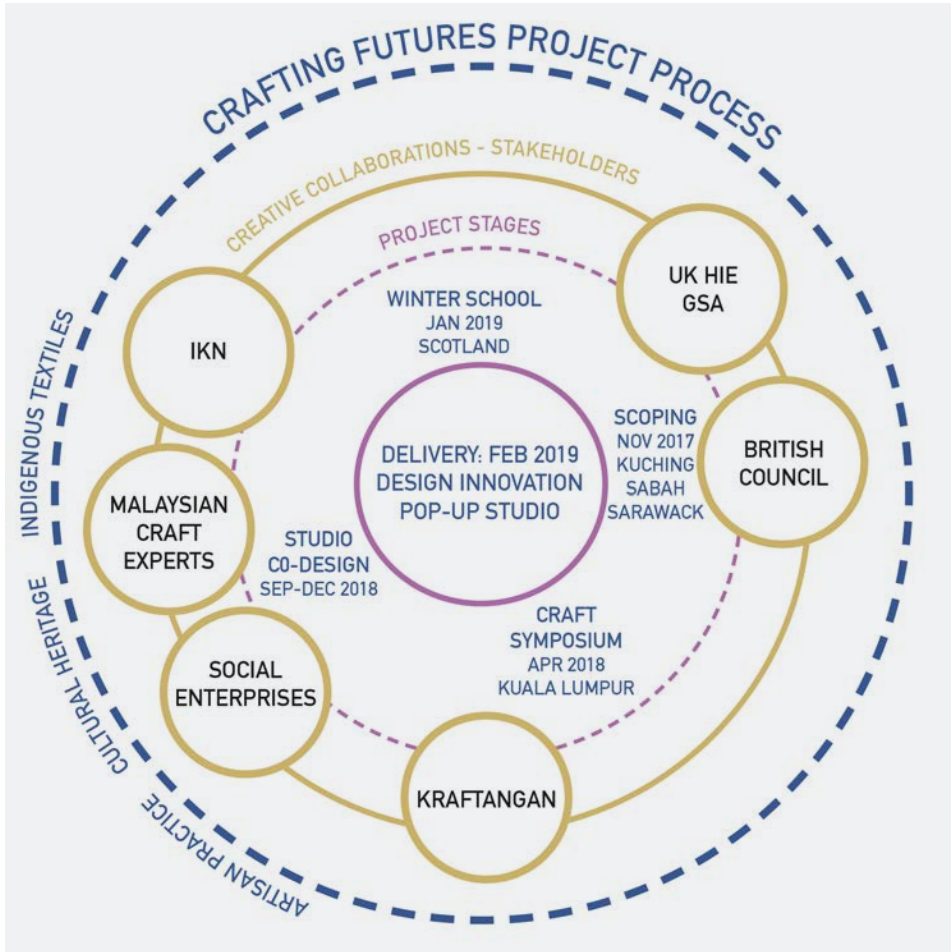 CRAFTING FUTURES PROJECT PROCESS
CREATIVE COLLABORATIONS - STAKEHOLDERS
PROJECT STAGES
WINTER SCHOOL
JAN 2019
SCOTLAND
UK HIE
GSA
IKN
SCOPING
NOV 2017
KUCHING
SABAH
SARAWACK
BRITISH
COUNCIL
DELIVERY: FEB 2019
DESIGN INNOVATION
POP-UP STUDIO
MALAYSIAN
CRAFT
EXPERTS
STUDIO
CO-DESIGN
SEP-DEC 2018
CRAFT
SYMPOSIUM
APR 2018
KUALA LUMPUR
SOCIAL
ENTERPRISES
KRAFTANGAN
INDIGENOUS TEXTILES
CULTURAL HERITAGE
ARTISAN PRACTICE